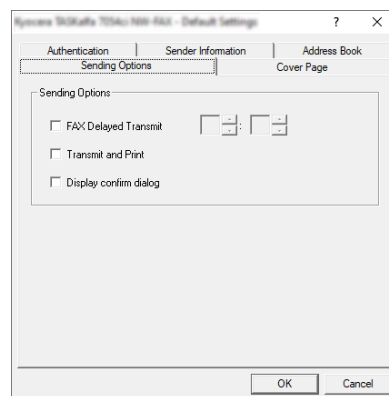 Kyocera TASKalfa 7054ci NW-FAX - Default Settings
? X
Authentication Sender Information Address Book
Sending Options Cover Page
Sending Options
FAX Delayed Transmit :
Transmit and Print
Display confirm dialog
OK Cancel